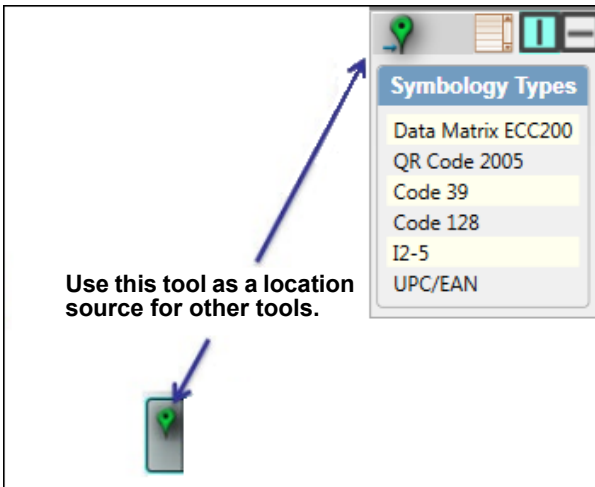 Symbology Types
Data Matrix ECC200
QR Code 2005
Code 39
Code 128
I2-5
UPC/EAN
Use this tool as a location
source for other tools.